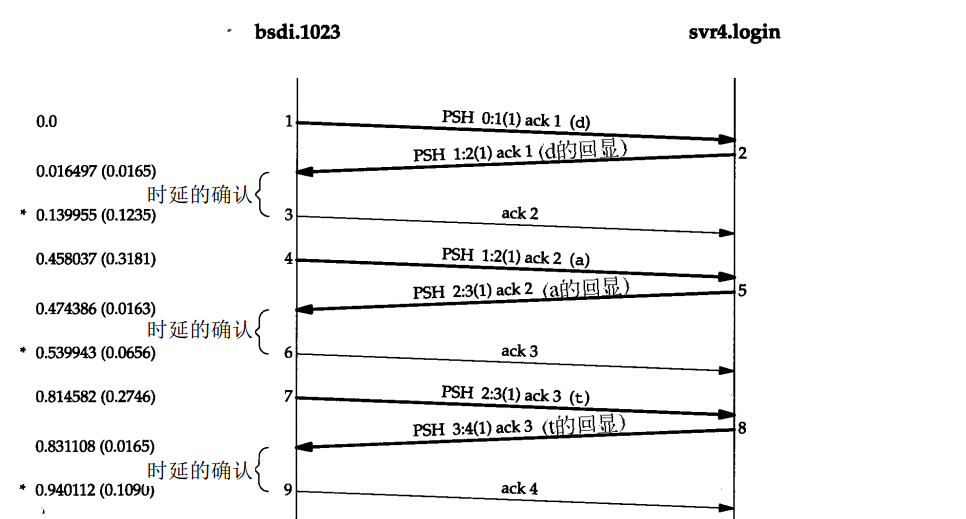 bsdi.1023 svr4.login
0.0 1 PSH 0:1(1) ack 1 (d)
PSH 1:2(1) ack 1 (d的回显) 2
0.016497 (0.0165)
时延的确认
* 0.139955 (0.1235) 3 ack 2
0.458037 (0.3181) 4 PSH 1:2(1) ack 2 (a)
PSH 2:3(1) ack 2 (a的回显) 5
0.474386 (0.0163)
时延的确认
* 0.539943 (0.0656) 6 ack 3
0.814582 (0.2746) 7 PSH 2:3(1) ack 3 (t)
PSH 3:4(1) ack 3 (t的回显) 8
0.831108 (0.0165)
时延的确认
* 0.940112 (0.1090) 9 ack 4